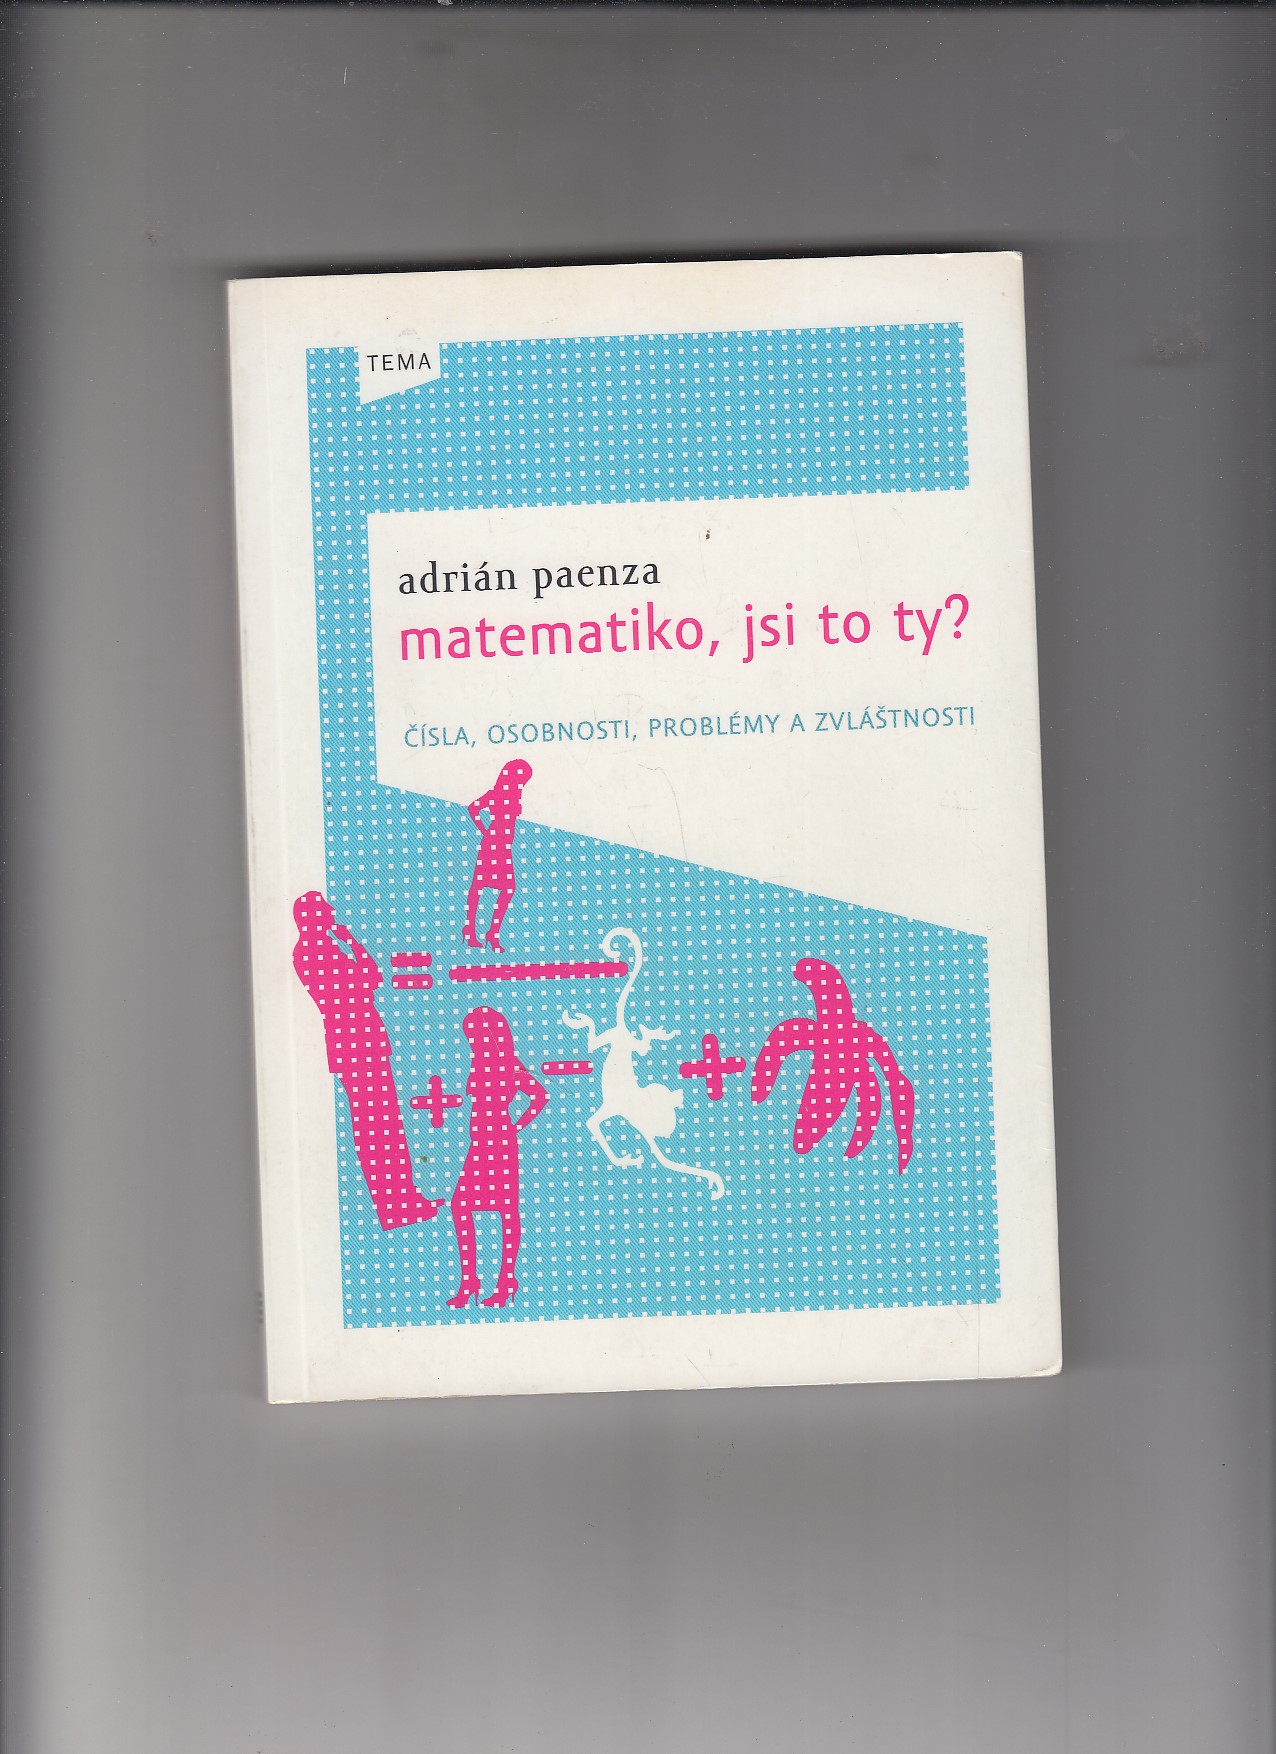 TEMA
adrián paenza
matematiko, jsi to ty?
ČÍSLA, OSOBNOSTI, PROBLÉMY A ZVLÁŠTNOSTI